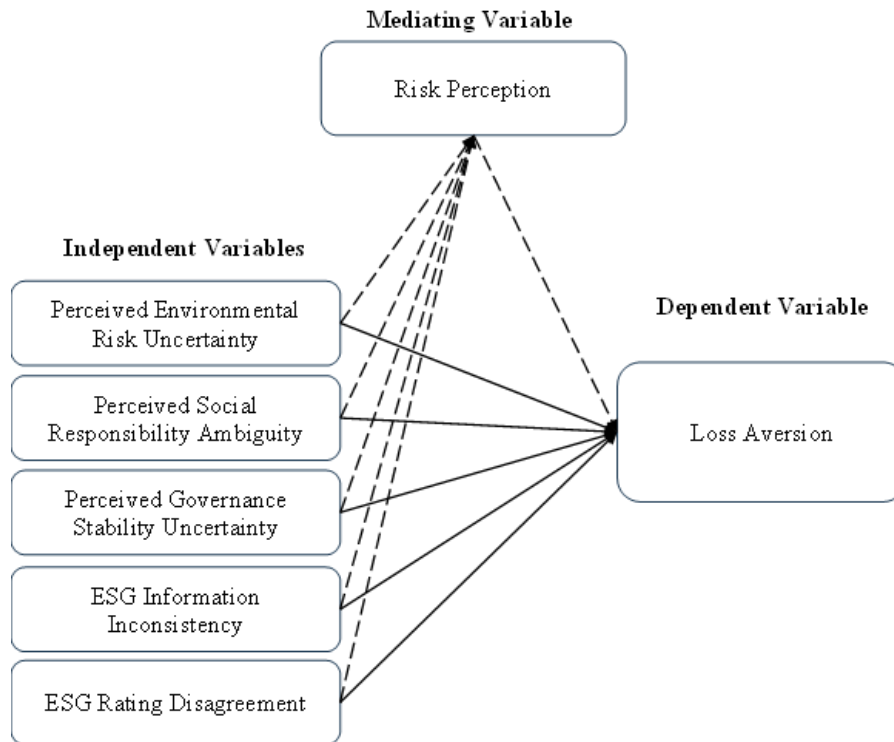 Mediating Variable
Risk Perception
Independent Variables
Perceived Environmental
Risk Uncertainty
Perceived Social
Responsibility Ambiguity
Perceived Governance
Stability Uncertainty
ESG Information
Inconsistency
ESG Rating Disagreement
Dependent Variable
Loss Aversion